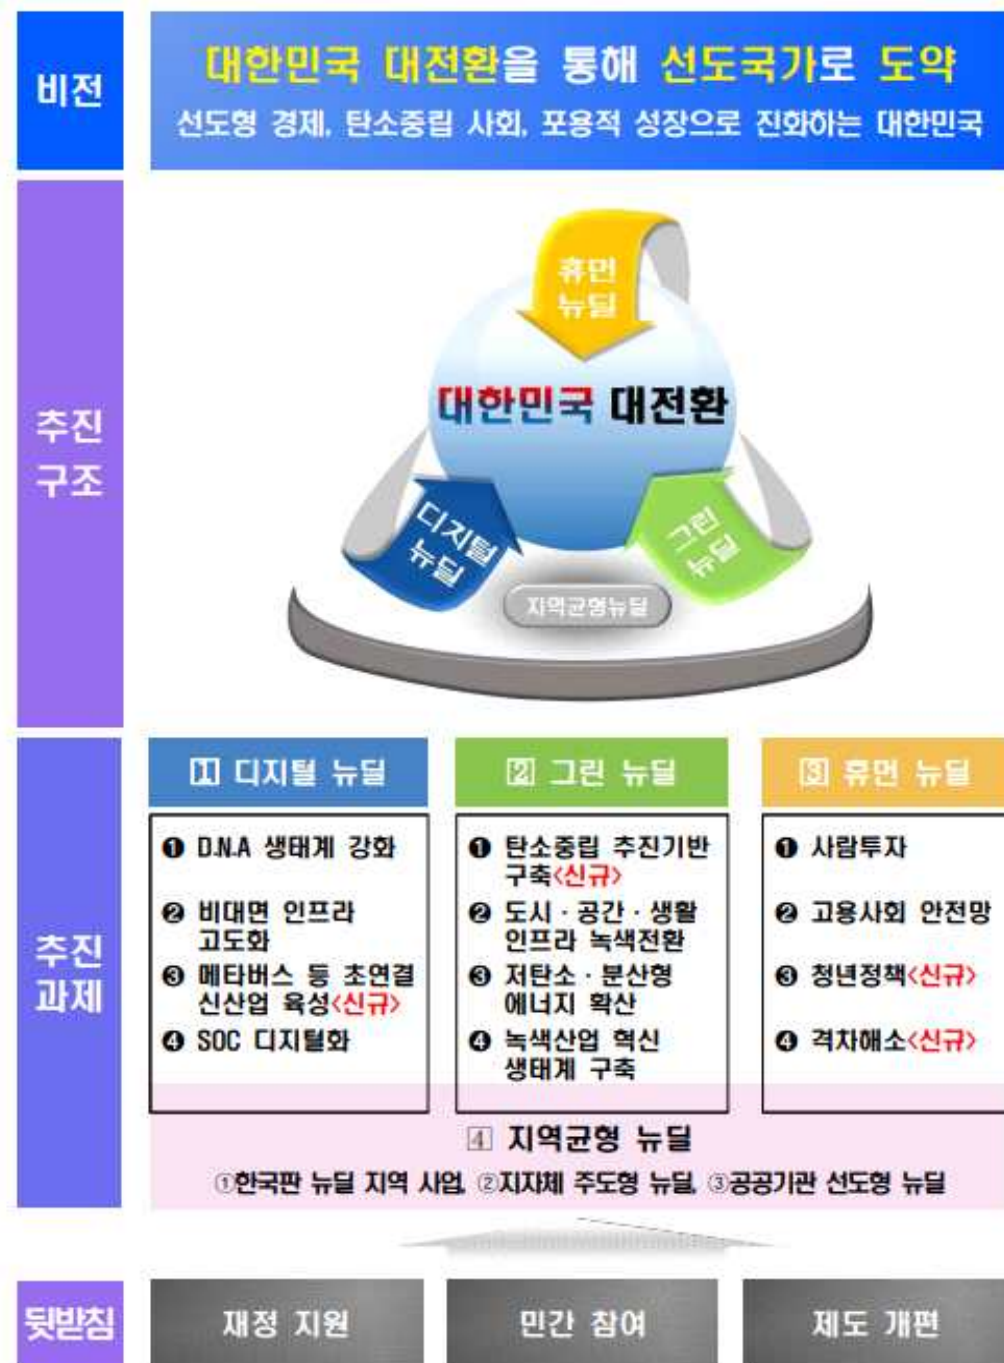 비전
대한민국 대전환을 통해 선도국가로 도약
선도형 경제, 탄소중립 사회, 포용적 성장으로 진화하는 대한민국
추진
구조
휴먼
뉴딜
대한민국 대전환
디지털
뉴딜
그린
뉴딜
지역균형뉴딜
추진
과제
1 디지털 뉴딜
❶ D.N.A 생태계 강화
❷ 비대면 인프라
고도화
❸ 메타버스 등 초연결
신산업 육성<신규>
❹ SOC 디지털화
2 그린 뉴딜
❶ 탄소중립 추진기반
구축<신규>
❷ 도시·공간·생활
인프라 녹색전환
❸ 저탄소·분산형
에너지 확산
❹ 녹색산업 혁신
생태계 구축
3 휴먼 뉴딜
❶ 사람투자
❷ 고용사회 안전망
❸ 청년정책<신규>
❹ 격차해소<신규>
4 지역균형 뉴딜
①한국판 뉴딜 지역 사업, ②지자체 주도형 뉴딜, ③공공기관 선도형 뉴딜
뒷받침
재정 지원
민간 참여
제도 개편